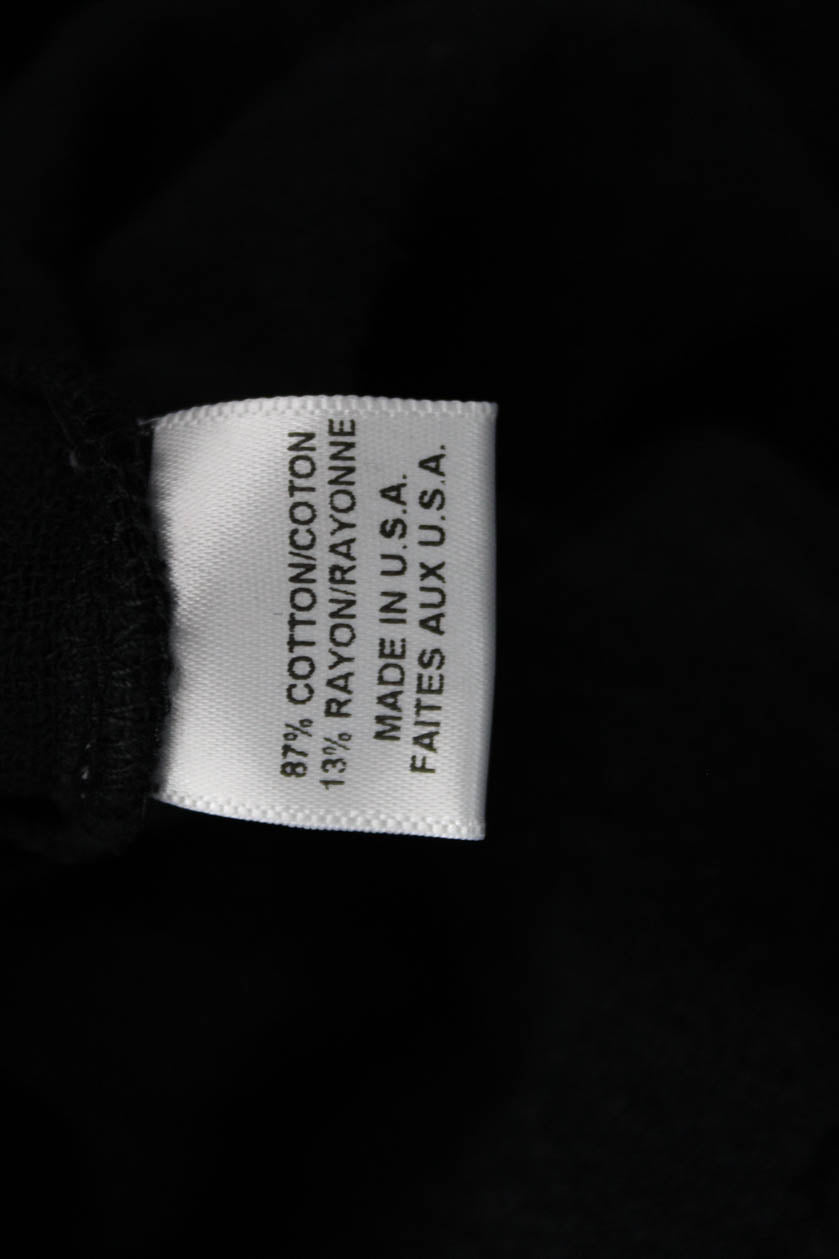 87% COTTON/COTON
13% RAYON/RAYONNE
MADE IN U.S.A.
FAITES AUX U.S.A.